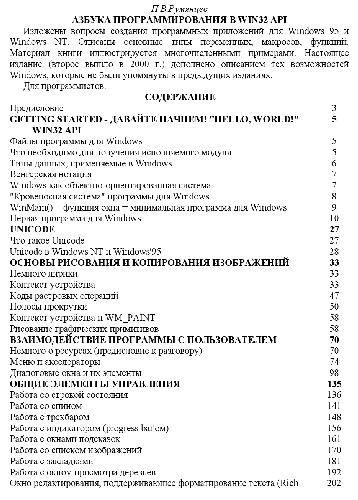 П.В.Румянцев
АЗБУКА ПРОГРАММИРОВАНИЯ В WIN32 API
Изложены вопросы создания программных приложений для Windows 95 и
Windows NT. Описаны основные типы переменных, макросов, функций.
Материал книги иллюстрируется многочисленными примерами. Настоящее
издание (второе вышло в 2000 г.) дополнено описанием тех возможностей
Windows, которые не были упомянуты в предыдущих изданиях.
Для программистов.
СОДЕРЖАНИЕ
Предисловие 3
GETTING STARTED - ДАВАЙТЕ НАЧНЕМ! "HELLO, WORLD!" 5
WIN32 API
Файлы программы для Windows 5
Что необходимо для получения исполняемого модуля 5
Типы данных, применяемые в Windows 6
Венгерская нотация 7
Windows как объектно-ориентированная система 7
"Крестовская система" программы для Windows 8
WinMain() - функция окна = минимальная программа для Windows 9
Первая программа для Windows 10
UNICODE 27
Что такое Unicode 27
Unicode в Windows NT и Windows'95 28
ОСНОВЫ РИСОВАНИЯ И КОПИРОВАНИЯ ИЗОБРАЖЕНИЙ 33
Немного лирики 33
Контекст устройства 33
Коды растровых операций 47
Полосы прокрутки 50
Контекст устройства и WM_PAINT 58
Рисование графических примитивов 58
ВЗАИМОДЕЙСТВИЕ ПРОГРАММЫ С ПОЛЬЗОВАТЕЛЕМ 70
Немного о ресурсах (предисловие к разговору) 70
Меню и акселераторы 74
Диалоговые окна и их элементы 98
ОБЩИЕ ЭЛЕМЕНТЫ УПРАВЛЕНИЯ 135
Работа со строкой состояния 136
Работа со спином 141
Работа с трекбаром 148
Работа с индикатором (progress bar'ом) 156
Работа с окнами подсказок 161
Работа со списком изображений 170
Работа с закладками 181
Работа с окном просмотра деревьев 192
Окно редактирования, поддерживающее форматирование текста (Rich 202